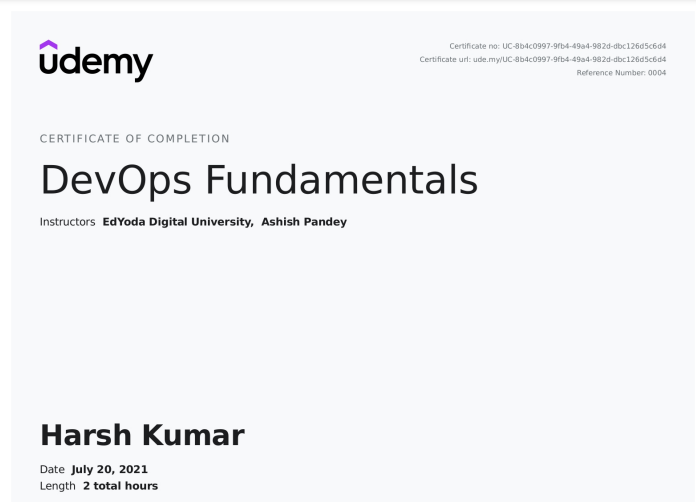 udemy
Certificate no: UC-8b4c0997-9fb4-49a4-982d-dbc126d5c6d4
Certificate url: ude.my/UC-8b4c0997-9fb4-49a4-982d-dbc126d5c6d4
Reference Number: 0004
CERTIFICATE OF COMPLETION
DevOps Fundamentals
Instructors EdYoda Digital University, Ashish Pandey
Harsh Kumar
Date July 20, 2021
Length 2 total hours